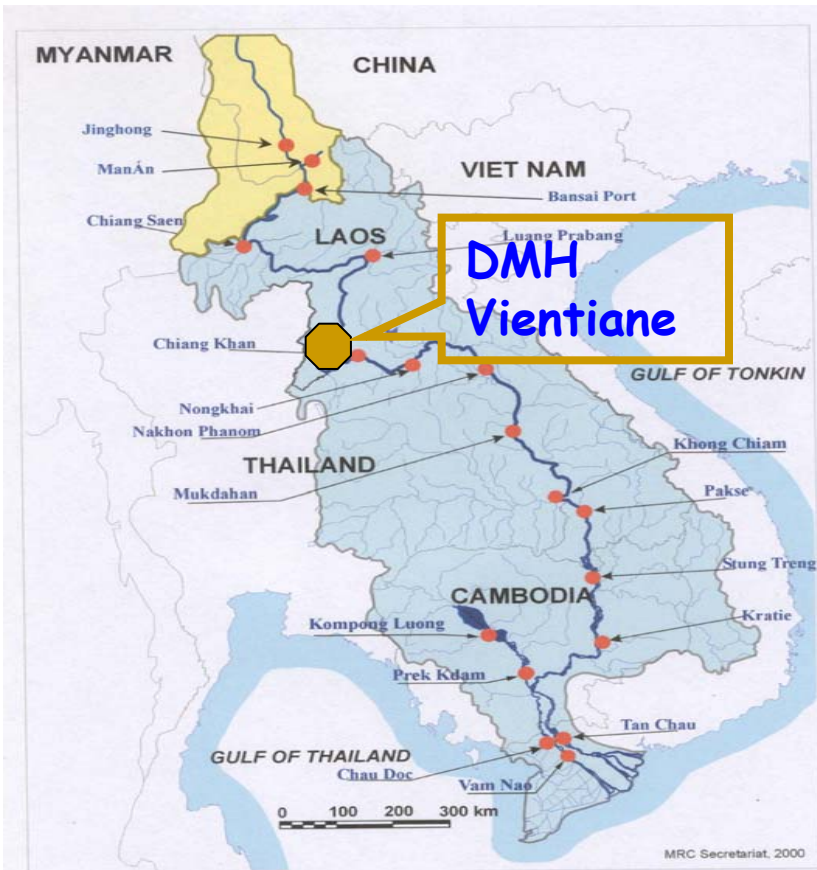 MYANMAR
CHINA
Jinghong
ManÁn
VIET NAM
Bansai Port
Chiang Saen
LAOS
Luang Prabang
DMH
Vientiane
Chiang Khan
GULF OF TONKIN
Nongkhai
Nakhon Phanom
Khong Chiam
THAILAND
Mukdahan
Pakse
Stung Treng
CAMBODIA
Kompong Luong
Kratie
Prek Kdam
Tan Chau
GULF OF THAILAND
Chau Doc
Vam Nao
0 100 200 300 km
MRC Secretariat, 2000